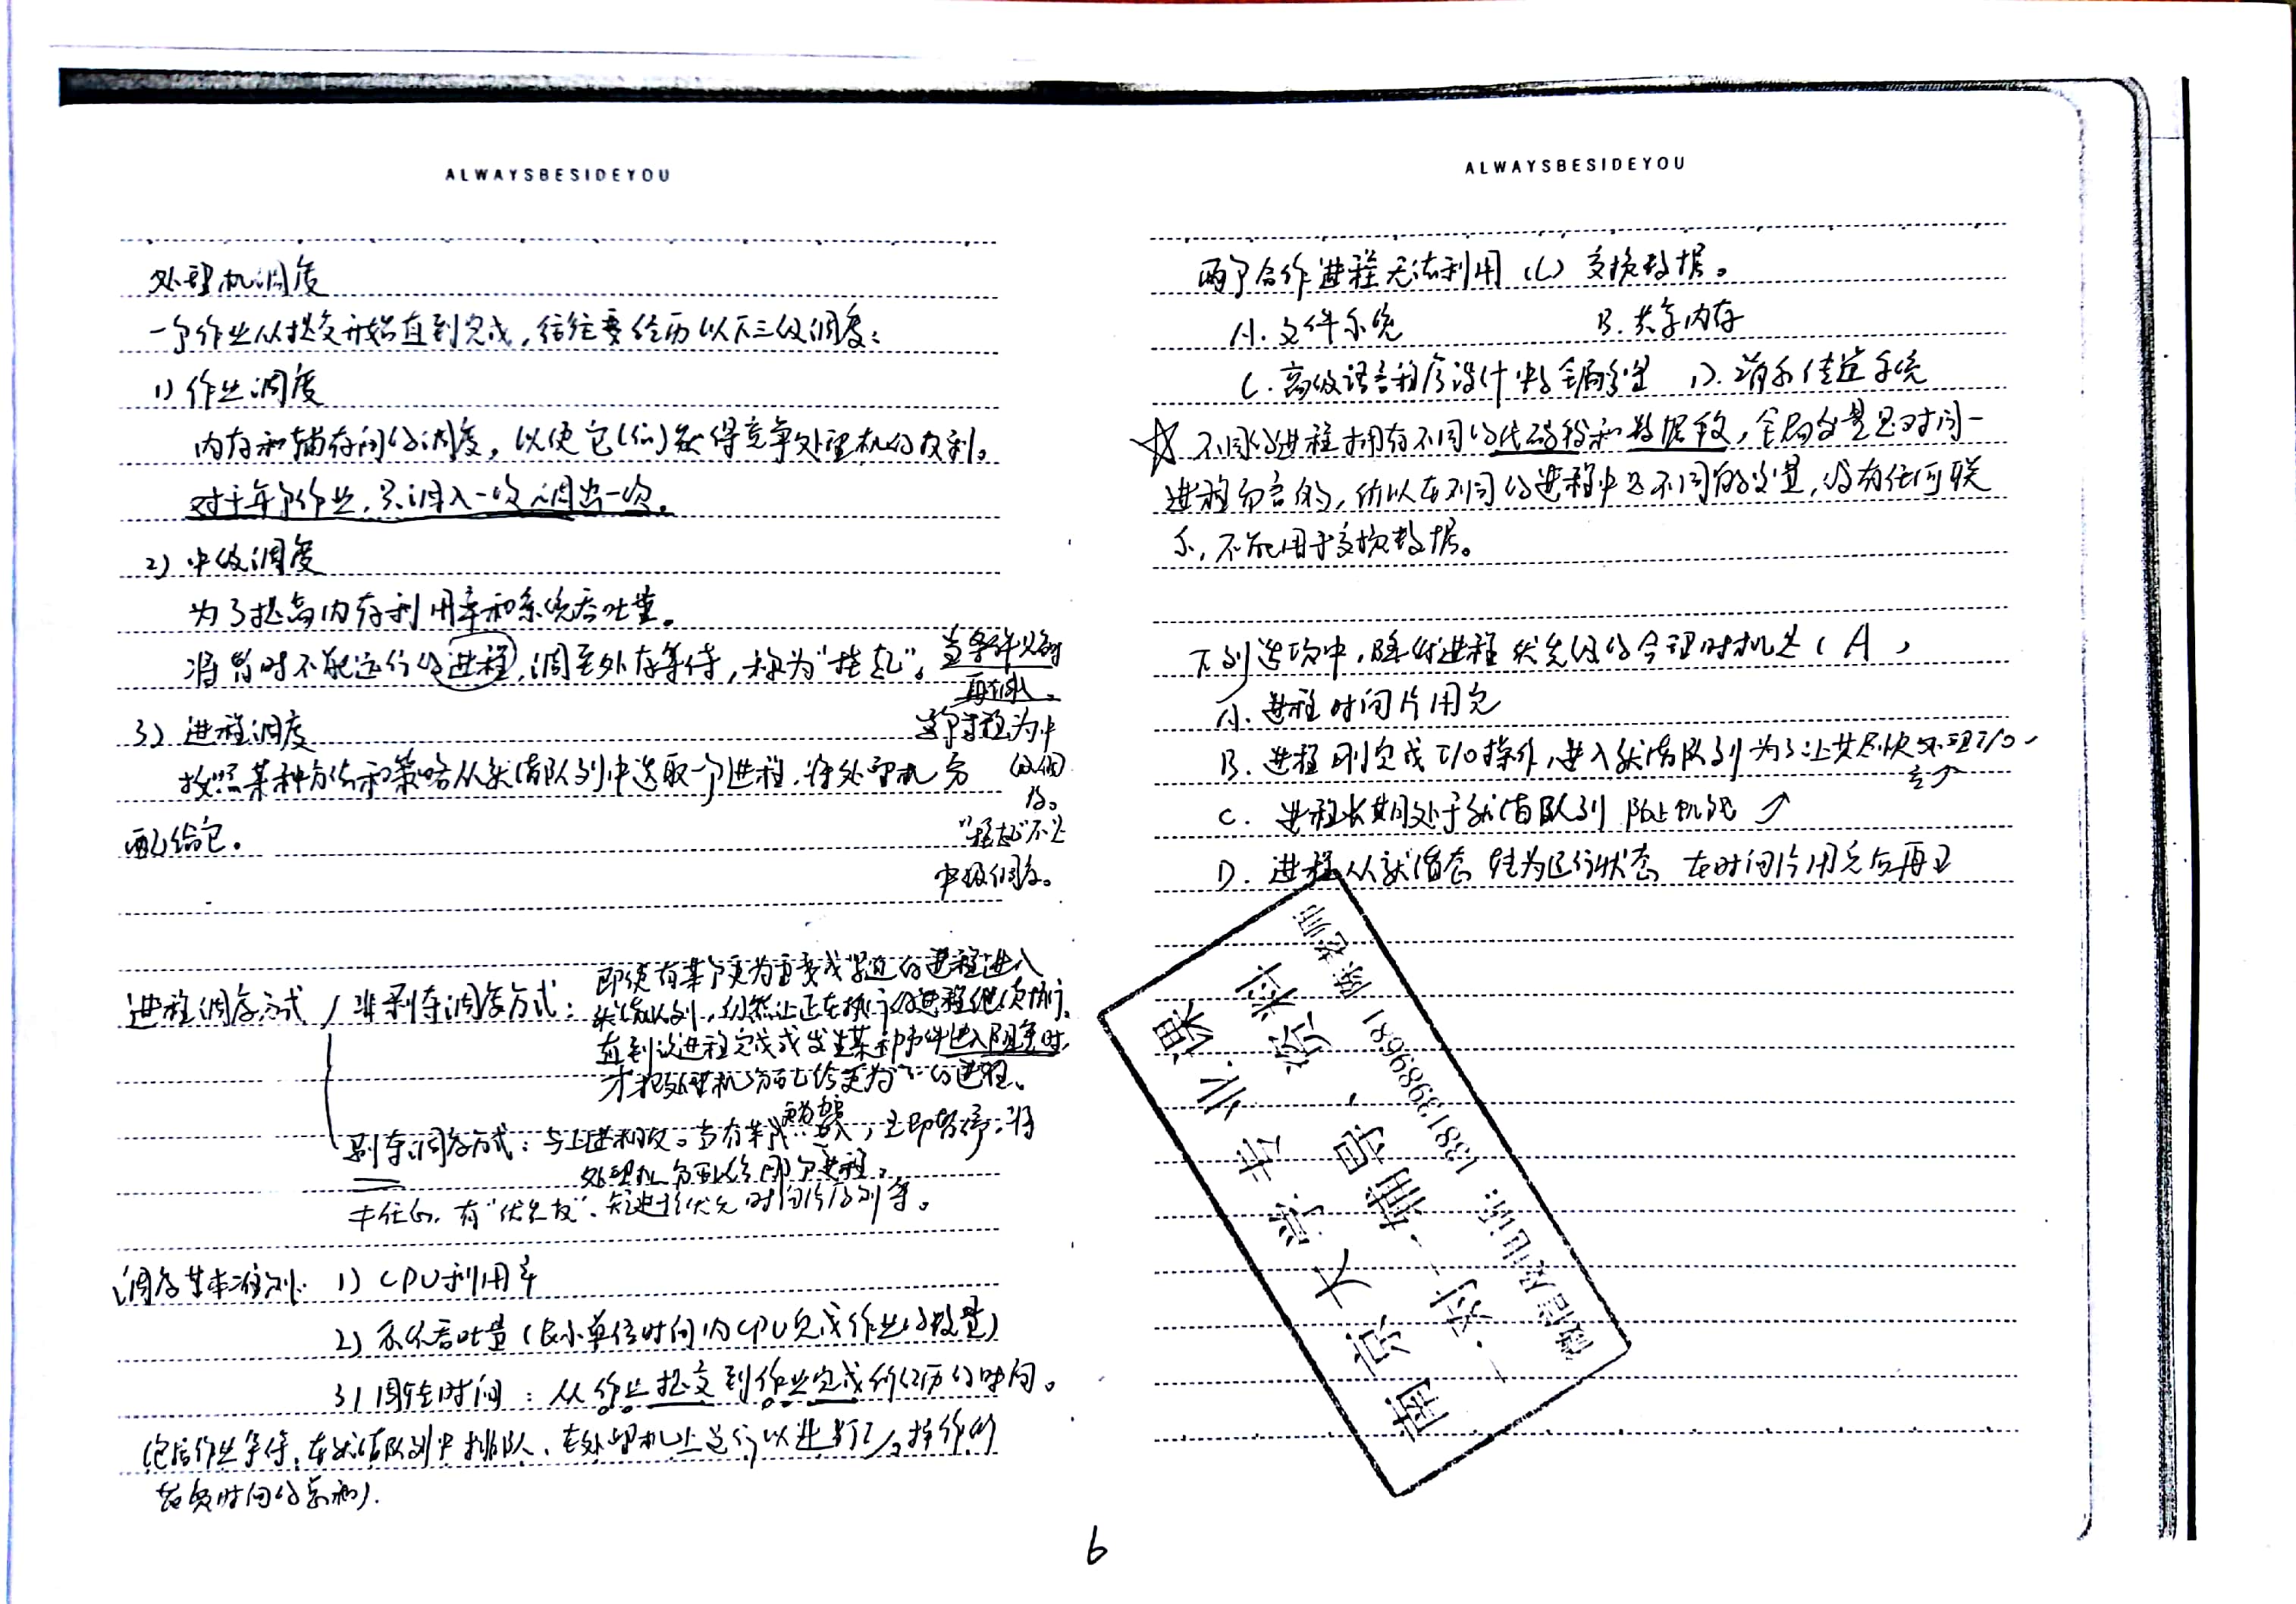 ALWAYSBESIDEYOU
处理机调度
一个作业从提交开始直到完成，往往要经历以下三级调度：
1) 作业调度
内存和辅存间的调度，以使它(们)获得竞争处理机的权利。
对于每个作业，只调入一次、调出一次。
2) 中级调度
为了提高内存利用率和系统吞吐量。
将暂时不能运行的进程，调至外存等待，称为“挂起”。当条件具备时
再调入。
这个过程为中
级调
度。
“挂起”不是
中级调度。
3) 进程调度
按照某种方法和策略从就绪队列中选取一个进程，将处理机分
配给它。
进程调度方式
非剥夺调度方式：即使有某个更为重要或紧迫的进程进入
就绪队列，仍然让正在执行的进程继续执行。
直到该进程完成或发生某种事件进入阻塞时，
才把处理机分配给更为``的进程。
剥夺调度方式：与上述相反。当有某或``进入，立即暂停，将
处理机分配给那个进程。
有“优先权”、短进程优先、时间片原则等。
调度基本准则：1) CPU利用率
2) 系统吞吐量（表示单位时间内CPU完成作业的数量）
3) 周转时间：从作业提交到作业完成所经历的时间。
(包括作业等待、在就绪队列中排队、在处理机上运行以及进行I/O操作所
花费时间的总和).
ALWAYSBESIDEYOU
两个合作进程无法利用（C）交换数据。
A. 文件系统 B. 共享内存
C. 高级语言程序设计中的全局变量 D. 消息传递系统
☆ 不同的进程拥有不同的代码段和数据段，全局变量是对同一
进程而言的，所以在不同的进程中是不同的变量，没有任何联
系，不能用于交换数据。
下列选项中，降低进程优先级的合理时机是（A）
A. 进程时间片用完
B. 进程刚完成I/O操作，进入就绪队列 为了让其尽快处理I/O
C. 进程长期处于就绪队列 防止饥饿 ↗
D. 进程从就绪态转为运行状态 在时间片用完后再
南京大学专业课
一对一辅导、资料
微信及电话：18813989681 陈老师
6